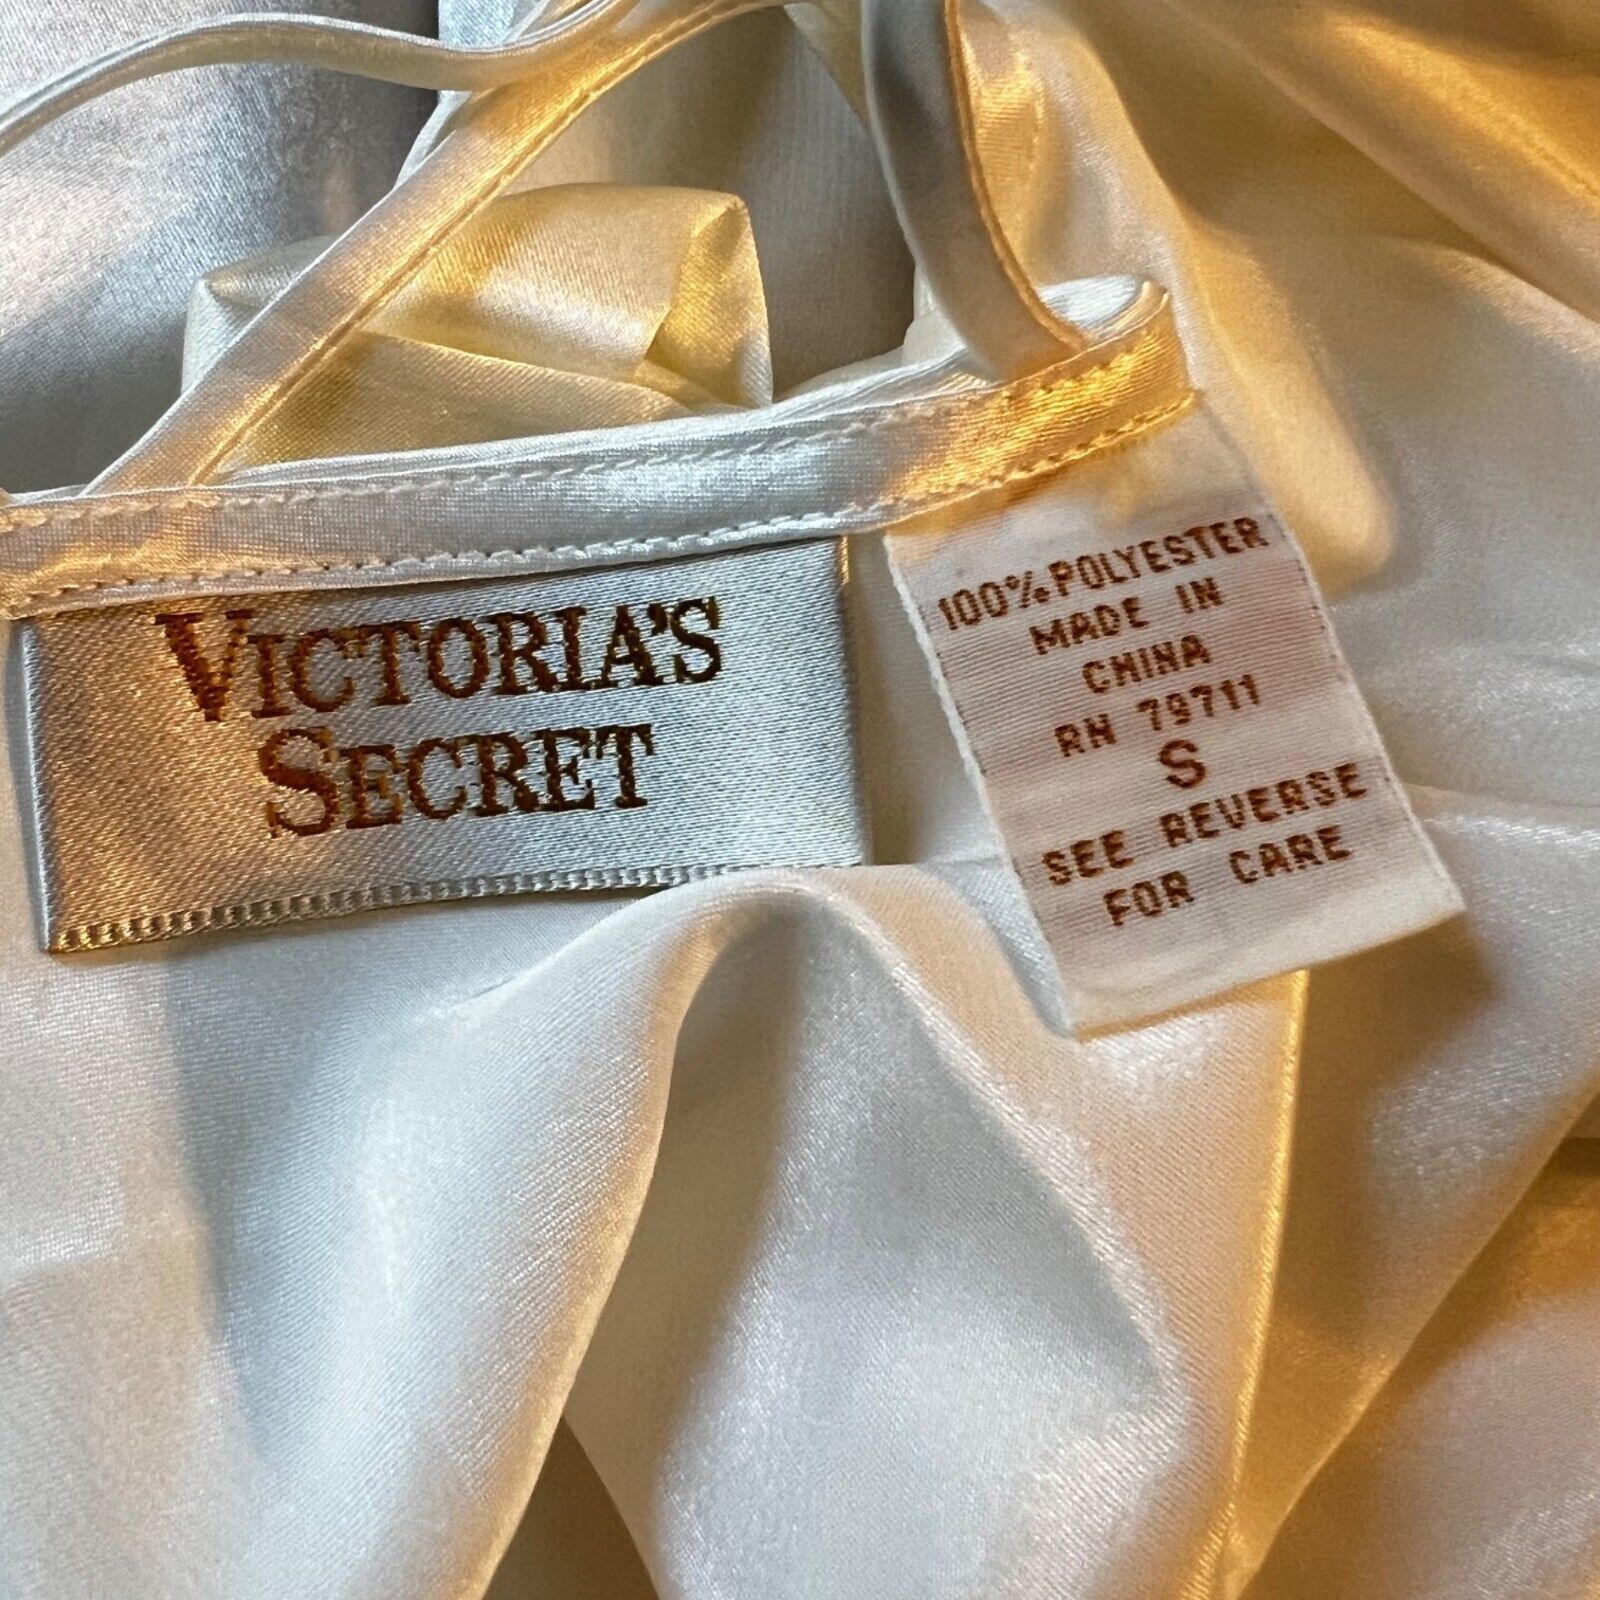 VICTORIA'S
SECRET
100% POLYESTER
MADE IN
CHINA
RN 79711
S
SEE REVERSE
FOR CARE